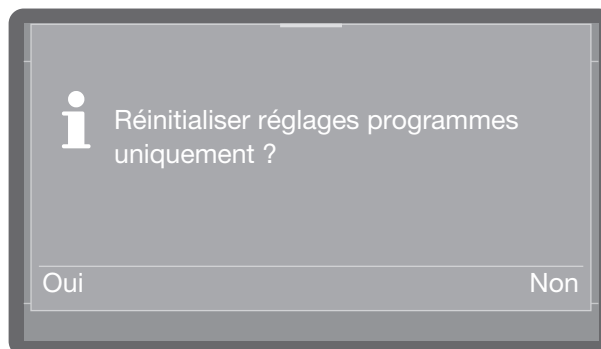 Réinitialiser réglages programmes
uniquement ?
Oui
Non